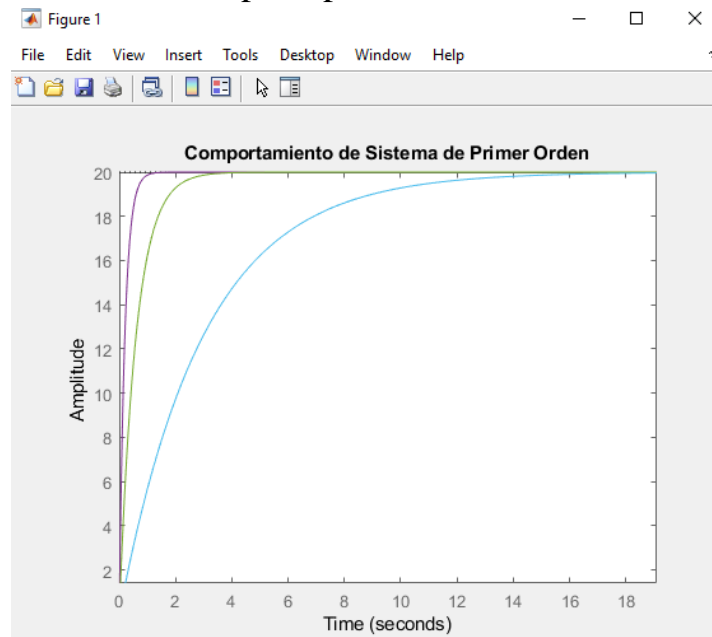 Figure 1
File Edit View Insert Tools Desktop Window Help
Comportamiento de Sistema de Primer Orden
20
18
16
14
12
10
8
6
4
2
Amplitude
0 2 4 6 8 10 12 14 16 18
Time (seconds)